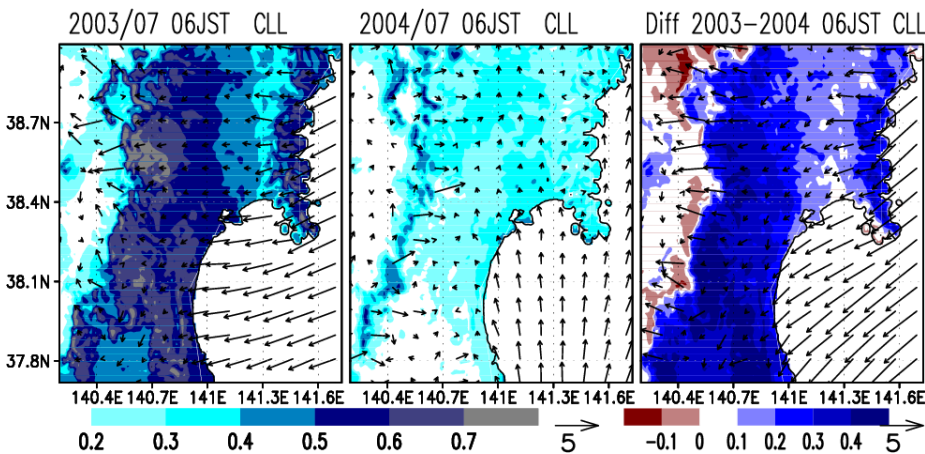 2003/07 06JST CLL
2004/07 06JST CLL
Diff 2003-2004 06JST CLL
38.7N
38.4N
38.1N
37.8N
140.4E 140.7E 141E 141.3E 141.6E
140.4E 140.7E 141E 141.3E 141.6E
140.4E 140.7E 141E 141.3E 141.6E
0.2 0.3 0.4 0.5 0.6 0.7 5
-0.1 0 0.1 0.2 0.3 0.4 5